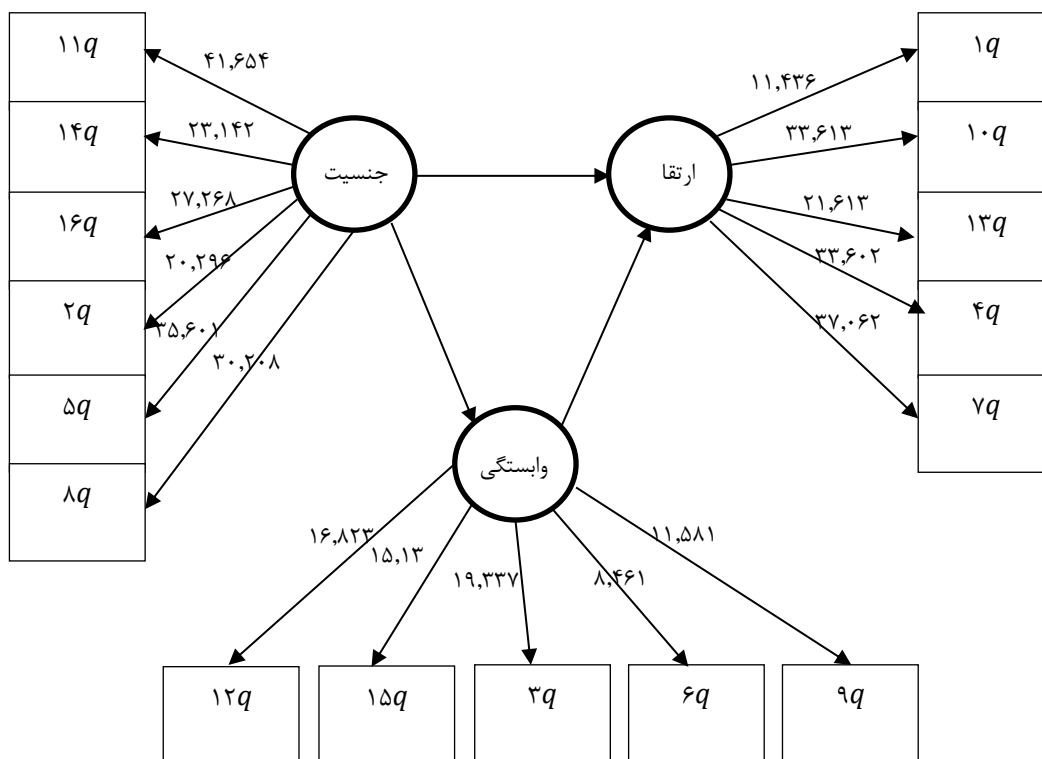 ۱۱q
۱q
۴۱,۶۵۴
۱۱,۴۳۶
۱۴q
۲۳,۱۴۲
جنسیت
ارتقا
۳۳,۶۱۳
۱۰q
۱۶q
۲۷,۲۶۸
۲۱,۶۱۳
۱۳q
۲۰,۲۹۶
۳۳,۶۰۲
۲q
۳۵,۶۰۱
۳۰,۲۰۸
۳۷,۰۶۲
۴q
۵q
۷q
۸q
وابستگی
۱۶,۸۲۳
۱۵,۱۳
۱۹,۳۳۷
۸,۴۶۱
۱۱,۵۸۱
۱۲q
۱۵q
۳q
۶q
۹q